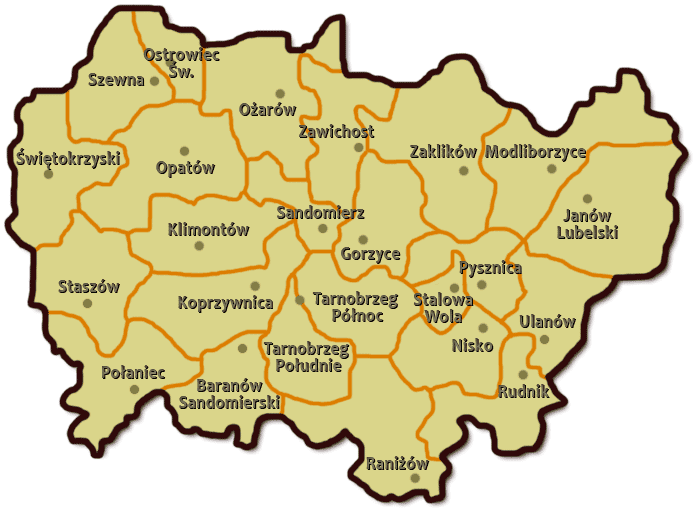 Ostrowiec
Św.
Szewna
Ożarów
Zawichost
Świętokrzyski
Opatów
Zaklików
Modliborzyce
Sandomierz
Janów
Lubelski
Klimontów
Gorzyce
Pysznica
Staszów
Koprzywnica
Tarnobrzeg
Północ
Stalowa
Wola
Ulanów
Nisko
Tarnobrzeg
Południe
Połaniec
Baranów
Sandomierski
Rudnik
Raniżów